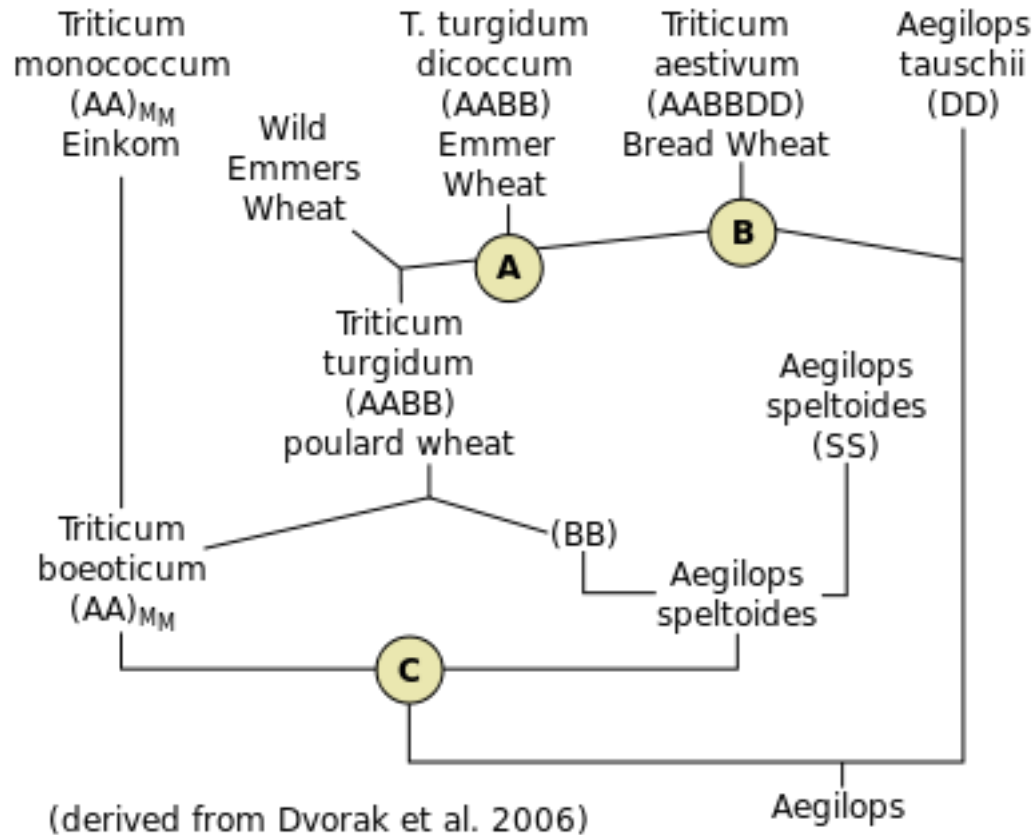 Triticum
monococcum
(AA)MM
Einkom
Wild
Emmers
Wheat
T. turgidum
dicoccum
(AABB)
Emmer
Wheat
Triticum
aestivum
(AABBDD)
Bread Wheat
Aegilops
tauschii
(DD)
A
B
Triticum
turgidum
(AABB)
poulard wheat
Aegilops
speltoides
(SS)
Triticum
boeoticum
(AA)MM
(BB)
Aegilops
speltoides
C
Aegilops
(derived from Dvorak et al. 2006)